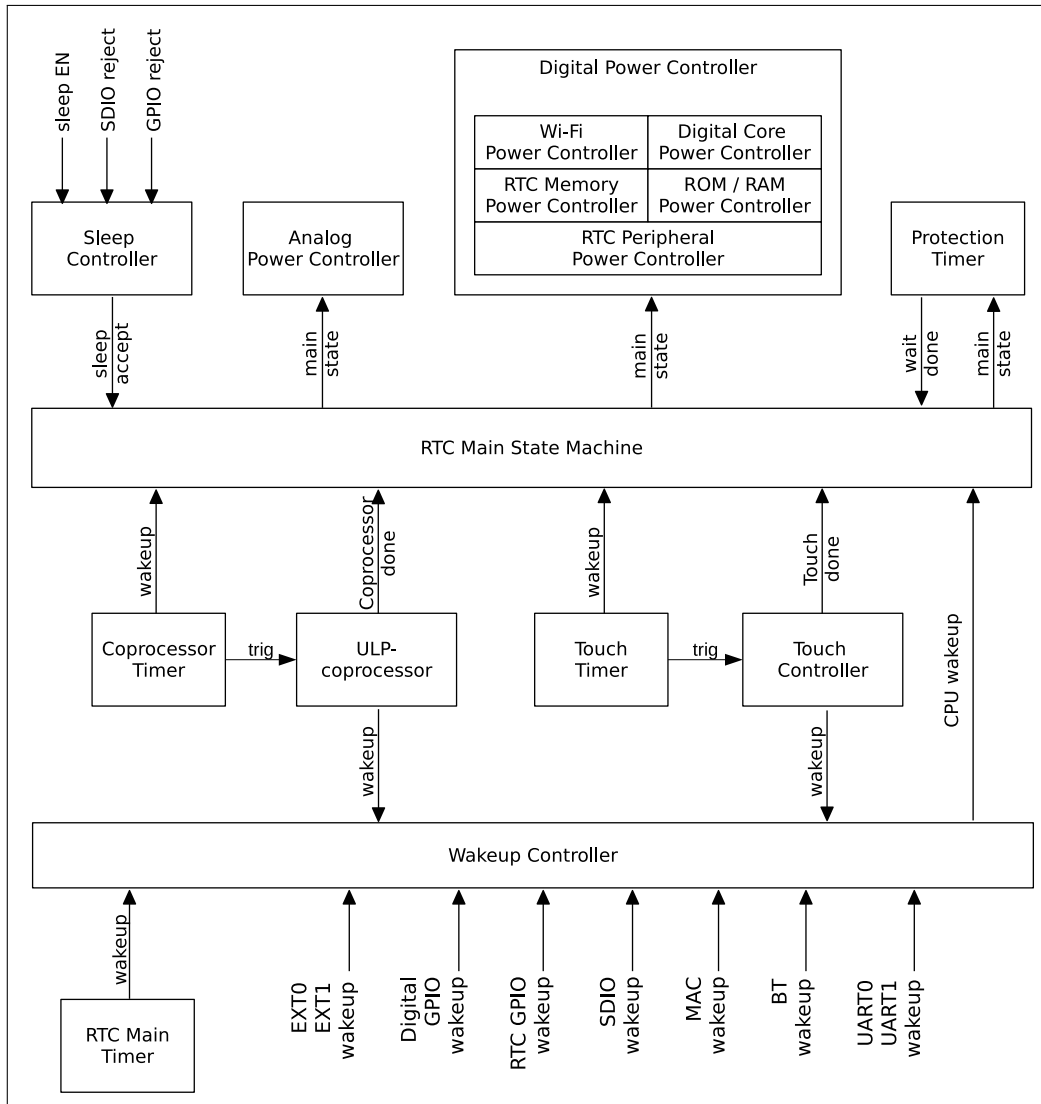 sleep EN
SDIO reject
GPIO reject
Digital Power Controller
Wi-Fi
Power Controller
Digital Core
Power Controller
RTC Memory
Power Controller
ROM / RAM
Power Controller
RTC Peripheral
Power Controller
Sleep
Controller
Analog
Power Controller
Protection
Timer
sleep
accept
main
state
main
state
wait
done
main
state
RTC Main State Machine
wakeup
Coprocessor
done
wakeup
Touch
done
CPU wakeup
Coprocessor
Timer
trig
ULP-
coprocessor
Touch
Timer
trig
Touch
Controller
wakeup
wakeup
Wakeup Controller
wakeup
EXT0
EXT1
wakeup
Digital
GPIO
wakeup
RTC GPIO
wakeup
SDIO
wakeup
MAC
wakeup
BT
wakeup
UART0
UART1
wakeup
RTC Main
Timer